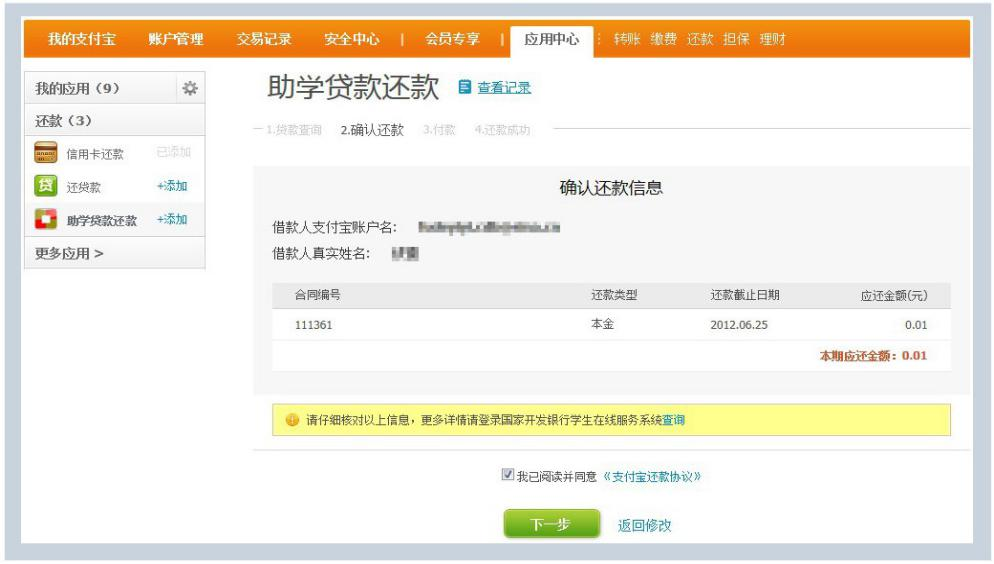 我的支付宝 账户管理 交易记录 安全中心 | 会员专享 | 应用中心 转账 缴费 还款 担保 理财
我的应用（9）
还款（3）
信用卡还款 已添加
还贷款 +添加
助学贷款还款 +添加
更多应用 >
助学贷款还款 查看记录
1.贷款查询 2.确认还款 3.付款 4.还款成功
确认还款信息
借款人支付宝账户名：
借款人真实姓名：
合同编号 还款类型 还款截止日期 应还金额(元)
111361 本金 2012.06.25 0.01
本期应还金额：0.01
请仔细核对以上信息，更多详情请登录国家开发银行学生在线服务系统查询
我已阅读并同意《支付宝还款协议》
下一步 返回修改